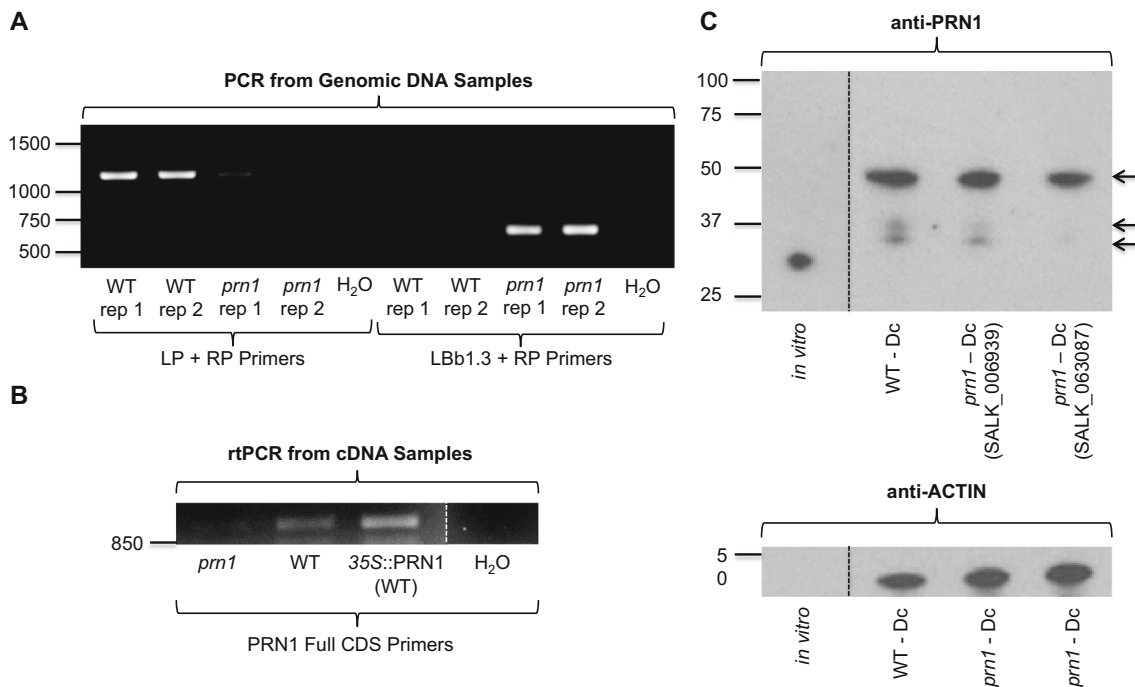 A
PCR from Genomic DNA Samples
1500
1000
750
500
WT rep 1
WT rep 2
prn1 rep 1
prn1 rep 2
H2O
WT rep 1
WT rep 2
prn1 rep 1
prn1 rep 2
H2O
LP + RP Primers
LBb1.3 + RP Primers
B
rtPCR from cDNA Samples
850
prn1
WT
35S::PRN1
(WT)
H2O
PRN1 Full CDS Primers
C
anti-PRN1
100
75
50
37
25
in vitro
WT - Dc
prn1 – Dc
(SALK_006939)
prn1 – Dc
(SALK_063087)
anti-ACTIN
5
0
in vitro
WT - Dc
prn1 - Dc
prn1 - Dc